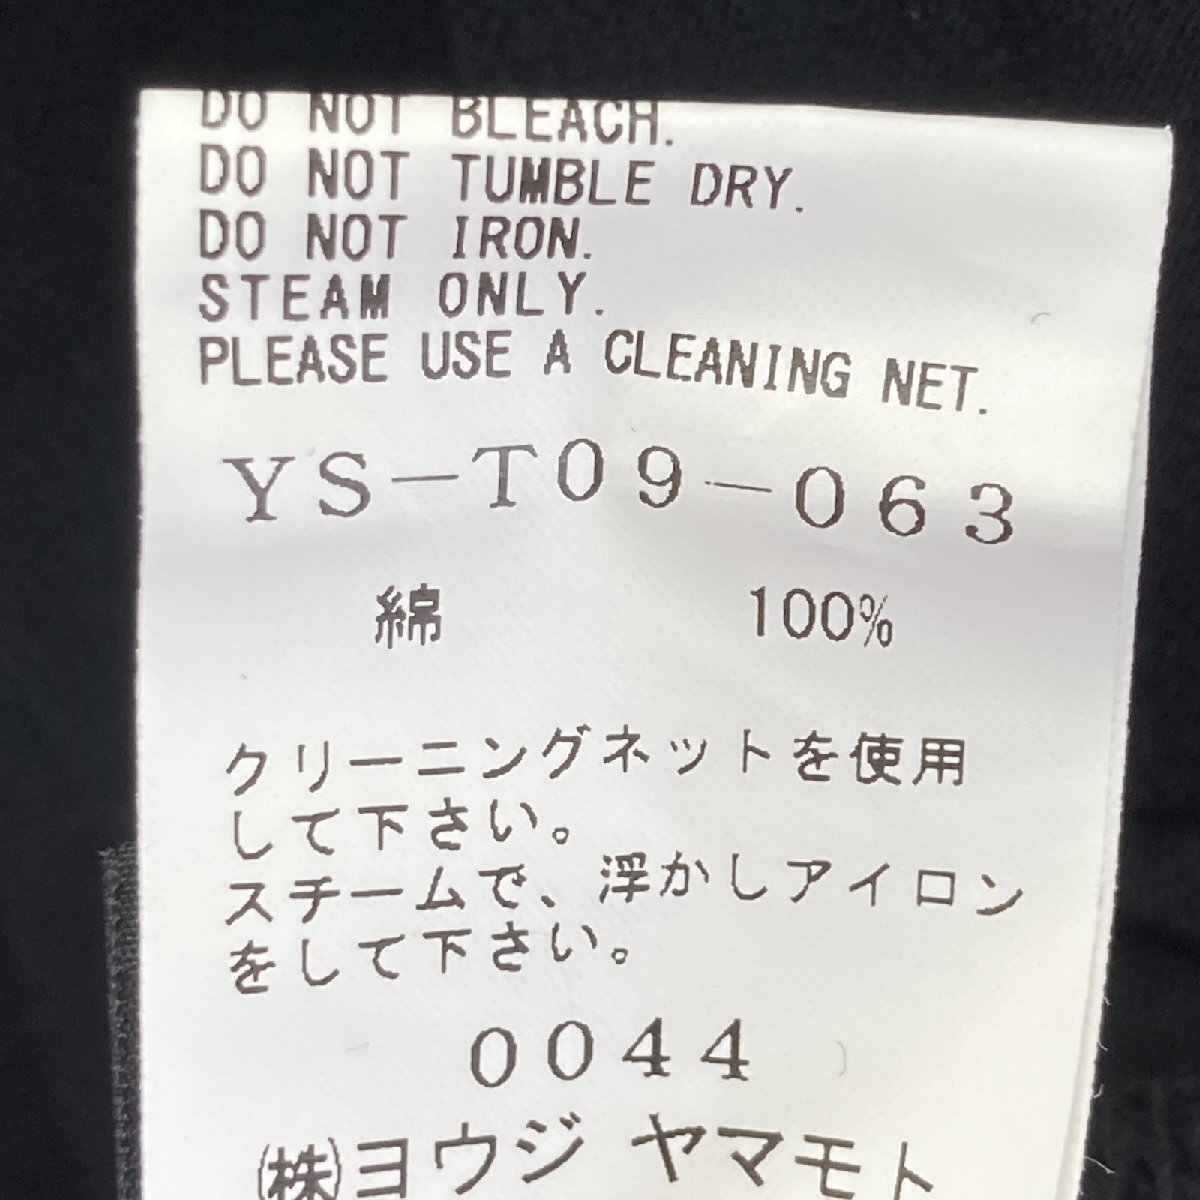 DO NOT BLEACH.
DO NOT TUMBLE DRY.
DO NOT IRON.
STEAM ONLY.
PLEASE USE A CLEANING NET.
YS-T09-063
綿 100%
クリーニングネットを使用
して下さい。
スチームで、浮かしアイロン
をして下さい。
0044
(株)ヨウジ ヤマモト